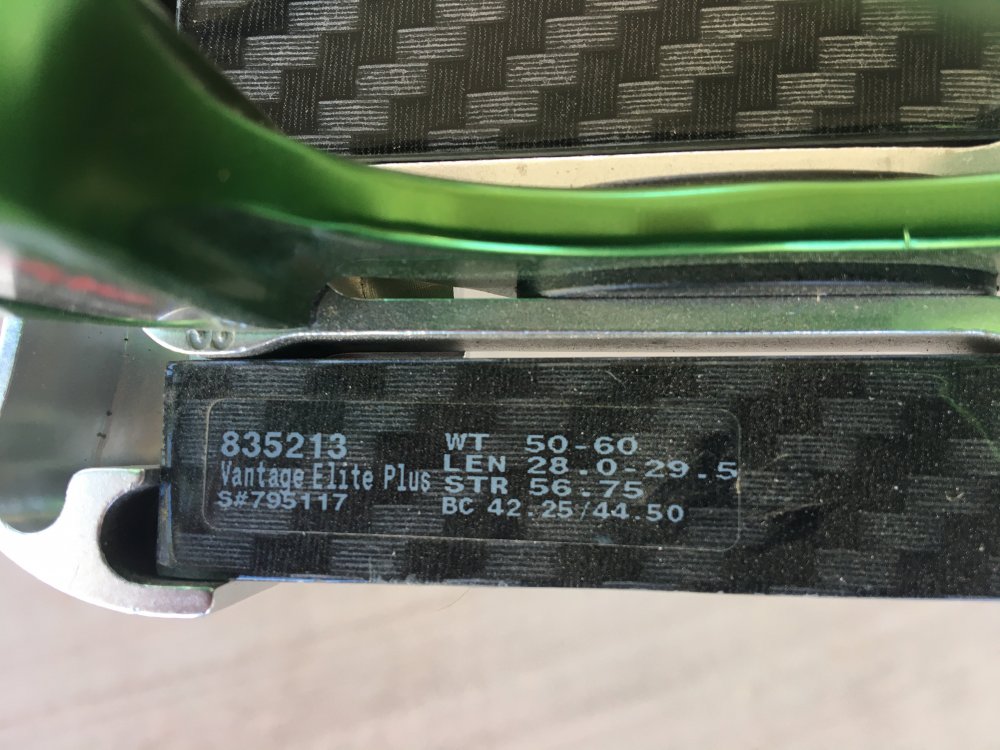 835213
Vantage Elite Plus
S#795117
WT 50-60
LEN 28.0-29.5
STR 56.75
BC 42.25/44.50